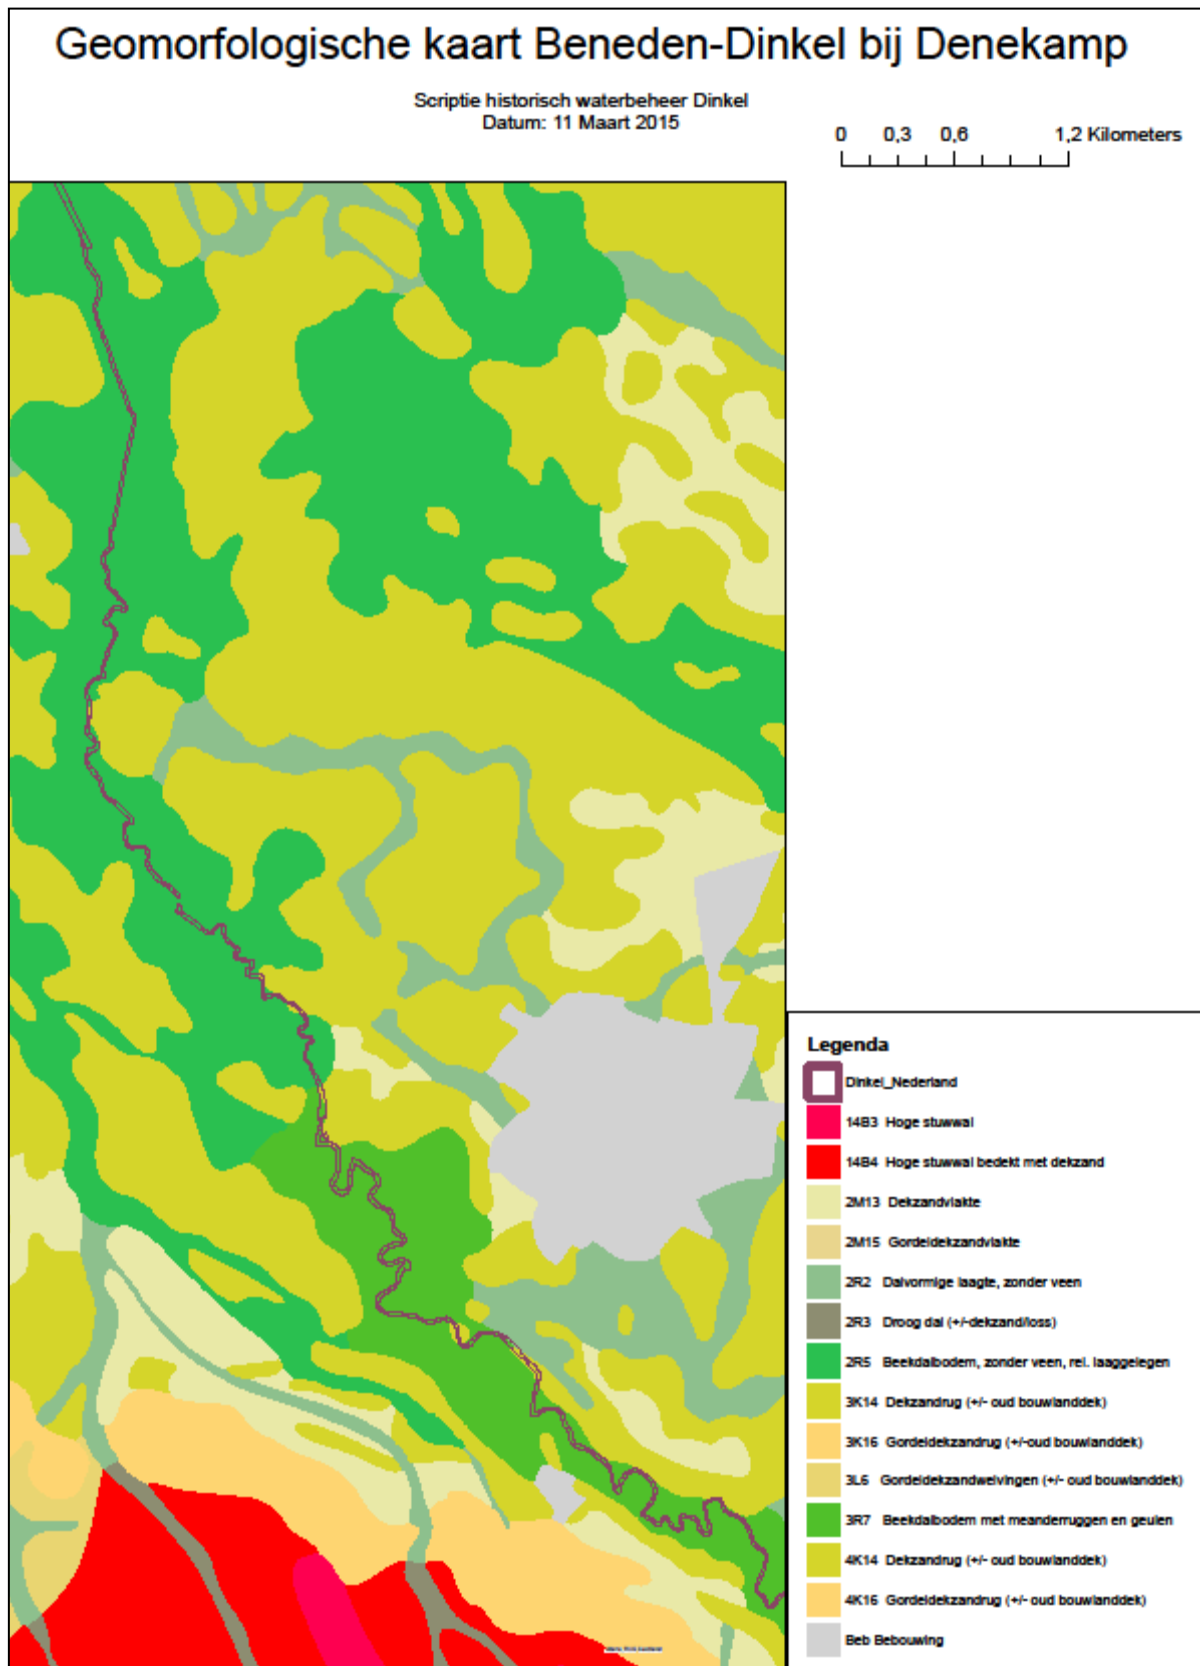 Geomorfologische kaart Beneden-Dinkel bij Denekamp
Scriptie historisch waterbeheer Dinkel
Datum: 11 Maart 2015
0 0,3 0,6 1,2 Kilometers
Legenda
Dinkel_Nederland
14B3 Hoge stuwwal
14B4 Hoge stuwwal bedekt met dekzand
2M13 Dekzandvlakte
2M15 Gordeldekzandvlakte
2R2 Dalvormige laagte, zonder veen
2R3 Droog dal (+/-dekzand/loss)
2R5 Beekdalbodem, zonder veen, rel. laaggelegen
3K14 Dekzandrug (+/- oud bouwlanddek)
3K16 Gordeldekzandrug (+/-oud bouwlanddek)
3L6 Gordeldekzandwelvingen (+/- oud bouwlanddek)
3R7 Beekdalbodem met meanderruggen en geulen
4K14 Dekzandrug (+/- oud bouwlanddek)
4K16 Gordeldekzandrug (+/- oud bouwlanddek)
Beb Bebouwing